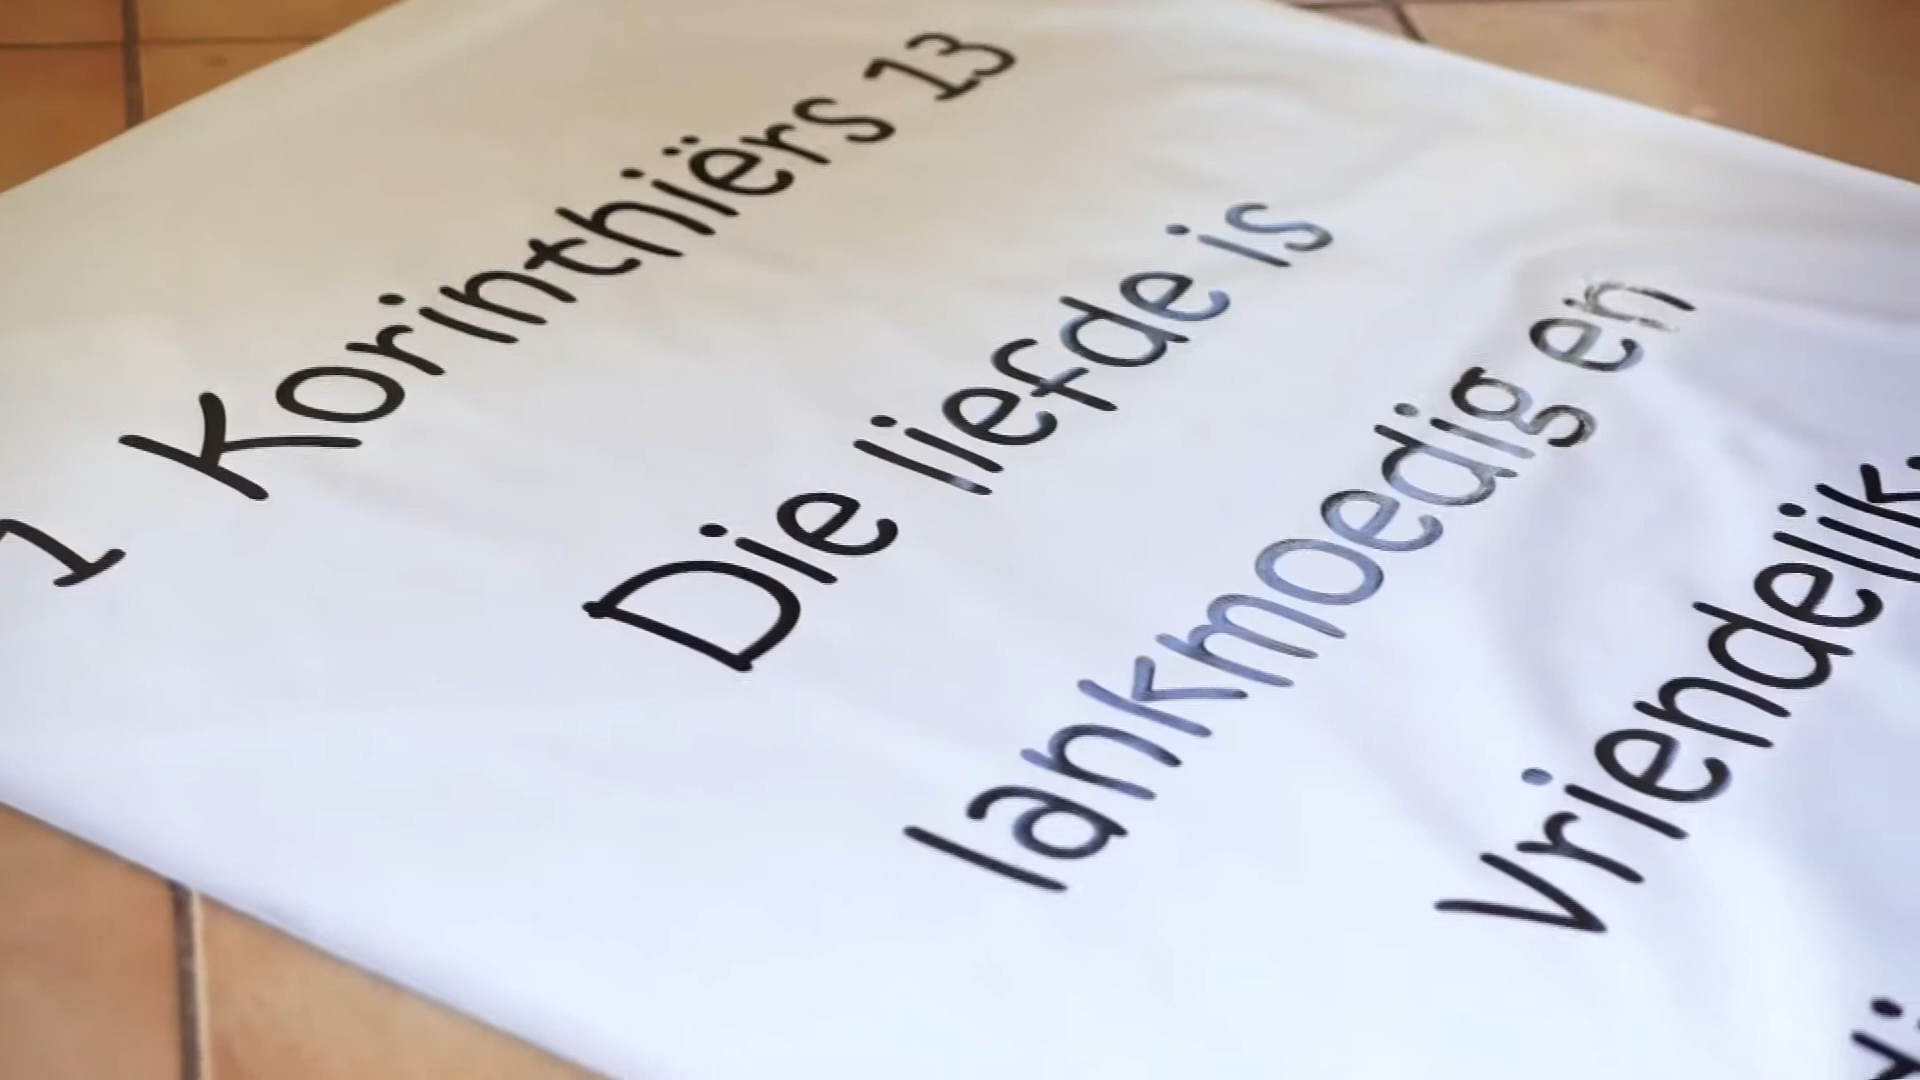 1 Korinthiërs 13
Die liefde is
lankmoedig en
vriendelik.